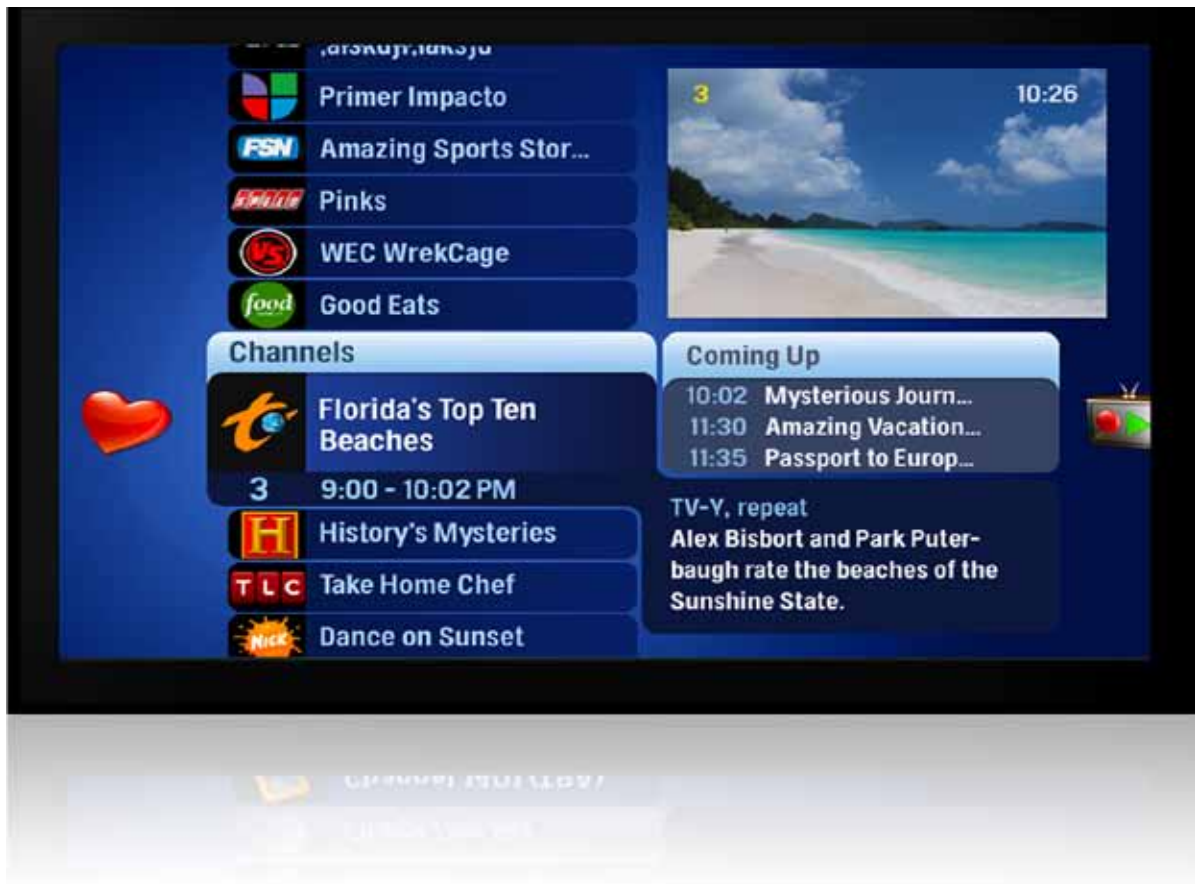 Primer Impacto
FSN
Amazing Sports Stor...
Pinks
VS
WEC WrekCage
food
Good Eats
3
10:26
Channels
Florida's Top Ten
Beaches
3 9:00 - 10:02 PM
H
History's Mysteries
TLC
Take Home Chef
NICK
Dance on Sunset
Coming Up
10:02 Mysterious Journ...
11:30 Amazing Vacation...
11:35 Passport to Europ...
TV-Y, repeat
Alex Bisbort and Park Puter-
baugh rate the beaches of the
Sunshine State.